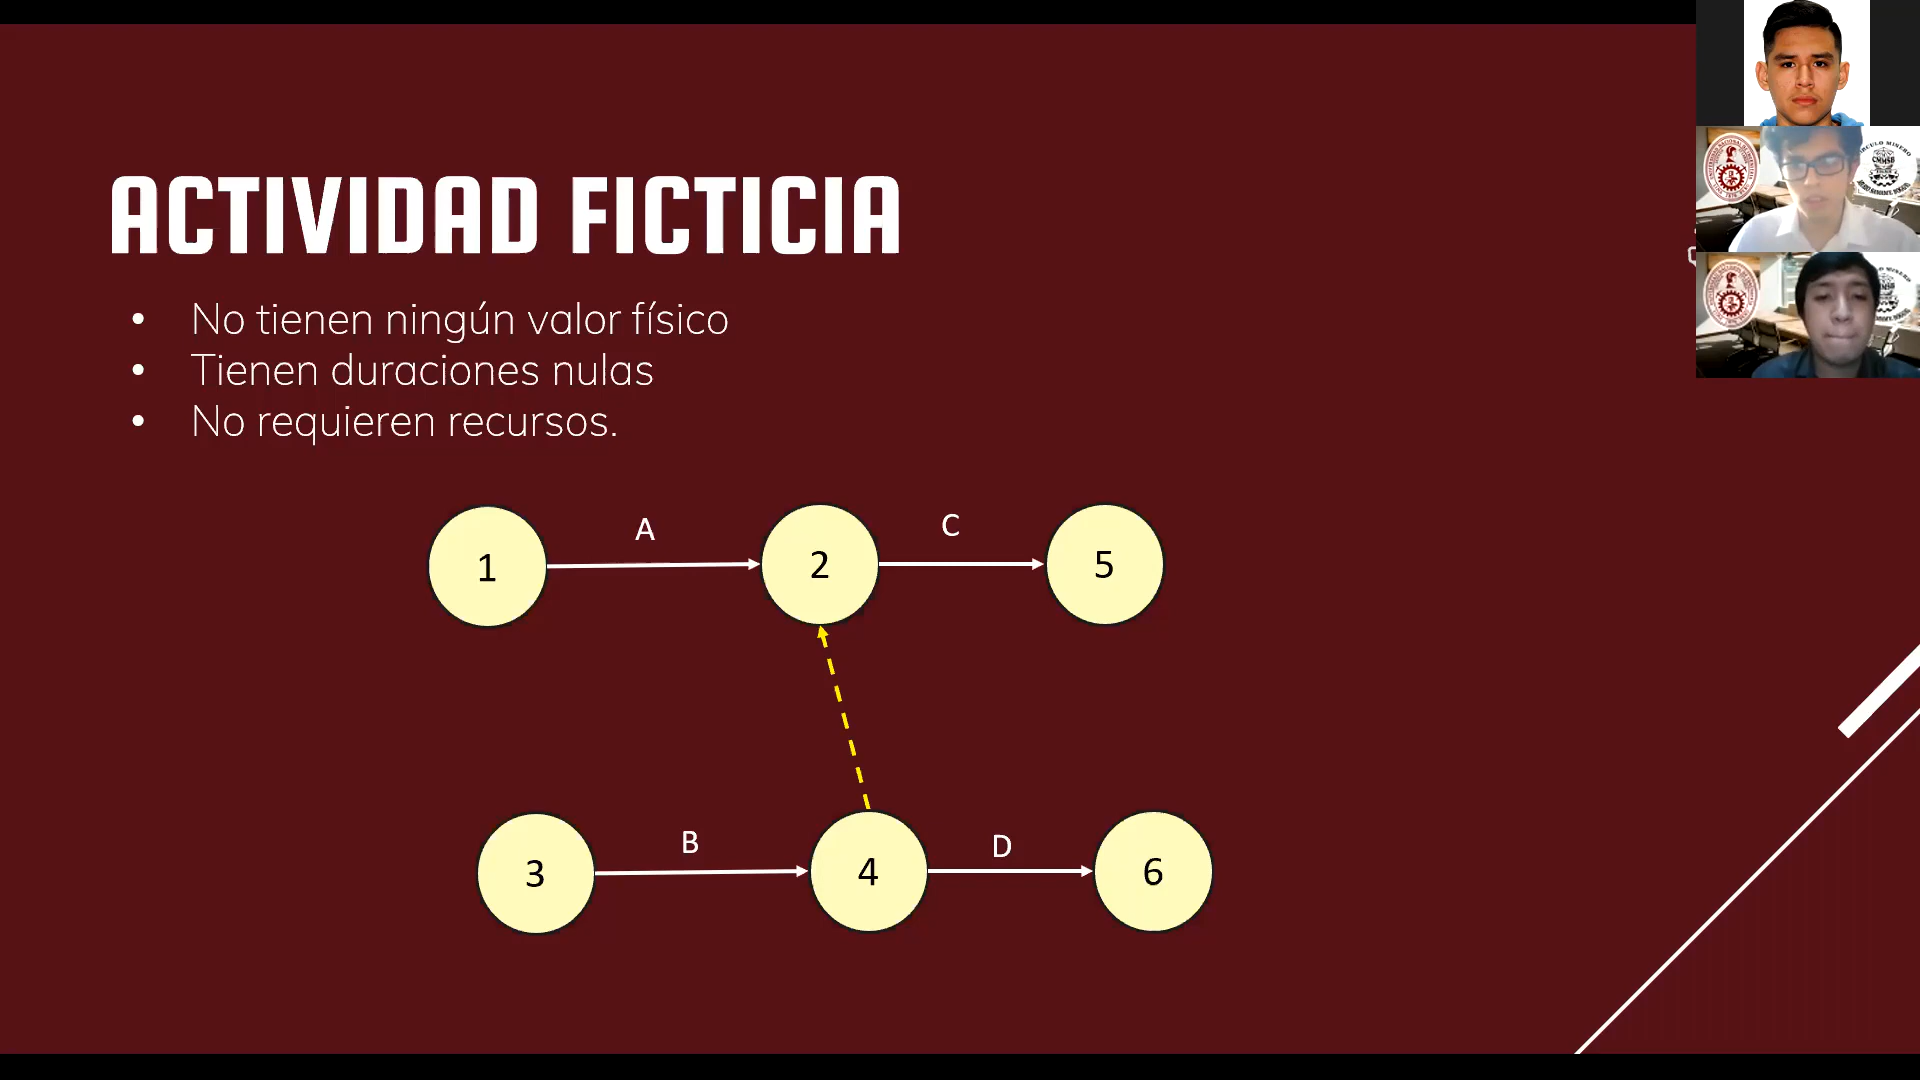 ACTIVIDAD FICTICIA
• No tienen ningún valor físico
• Tienen duraciones nulas
• No requieren recursos.
A
C
1
2
5
B
D
3
4
6
CMMSB